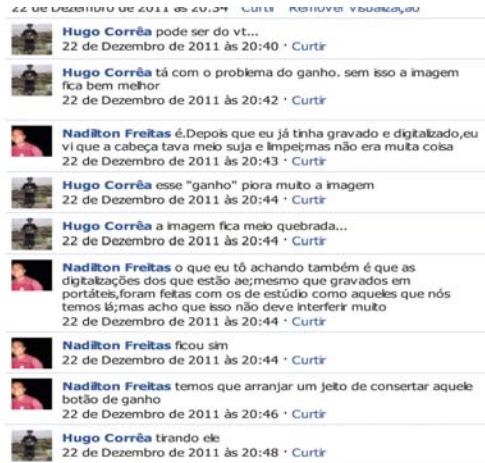 22 de Dezembro de 2011 às 20:34 · Curtir · Remover Visualização
Hugo Corrêa pode ser do vt...
22 de Dezembro de 2011 às 20:40 · Curtir
Hugo Corrêa tá com o problema do ganho. sem isso a imagem
fica bem melhor
22 de Dezembro de 2011 às 20:42 · Curtir
Nadilton Freitas é.Depois que eu já tinha gravado e digitalizado,eu
vi que a cabeça tava meio suja e limpei;mas não era muita coisa
22 de Dezembro de 2011 às 20:43 · Curtir
Hugo Corrêa esse "ganho" piora muito a imagem
22 de Dezembro de 2011 às 20:44 · Curtir
Hugo Corrêa a imagem fica meio quebrada...
22 de Dezembro de 2011 às 20:44 · Curtir
Nadilton Freitas o que eu tô achando também é que as
digitalizações dos que estão ae;mesmo que gravados em
portáteis,foram feitas com os de estúdio como aqueles que nós
temos lá;mas acho que isso não deve interferir muito
22 de Dezembro de 2011 às 20:44 · Curtir
Nadilton Freitas ficou sim
22 de Dezembro de 2011 às 20:44 · Curtir
Nadilton Freitas temos que arranjar um jeito de consertar aquele
botão de ganho
22 de Dezembro de 2011 às 20:46 · Curtir
Hugo Corrêa tirando ele
22 de Dezembro de 2011 às 20:48 · Curtir